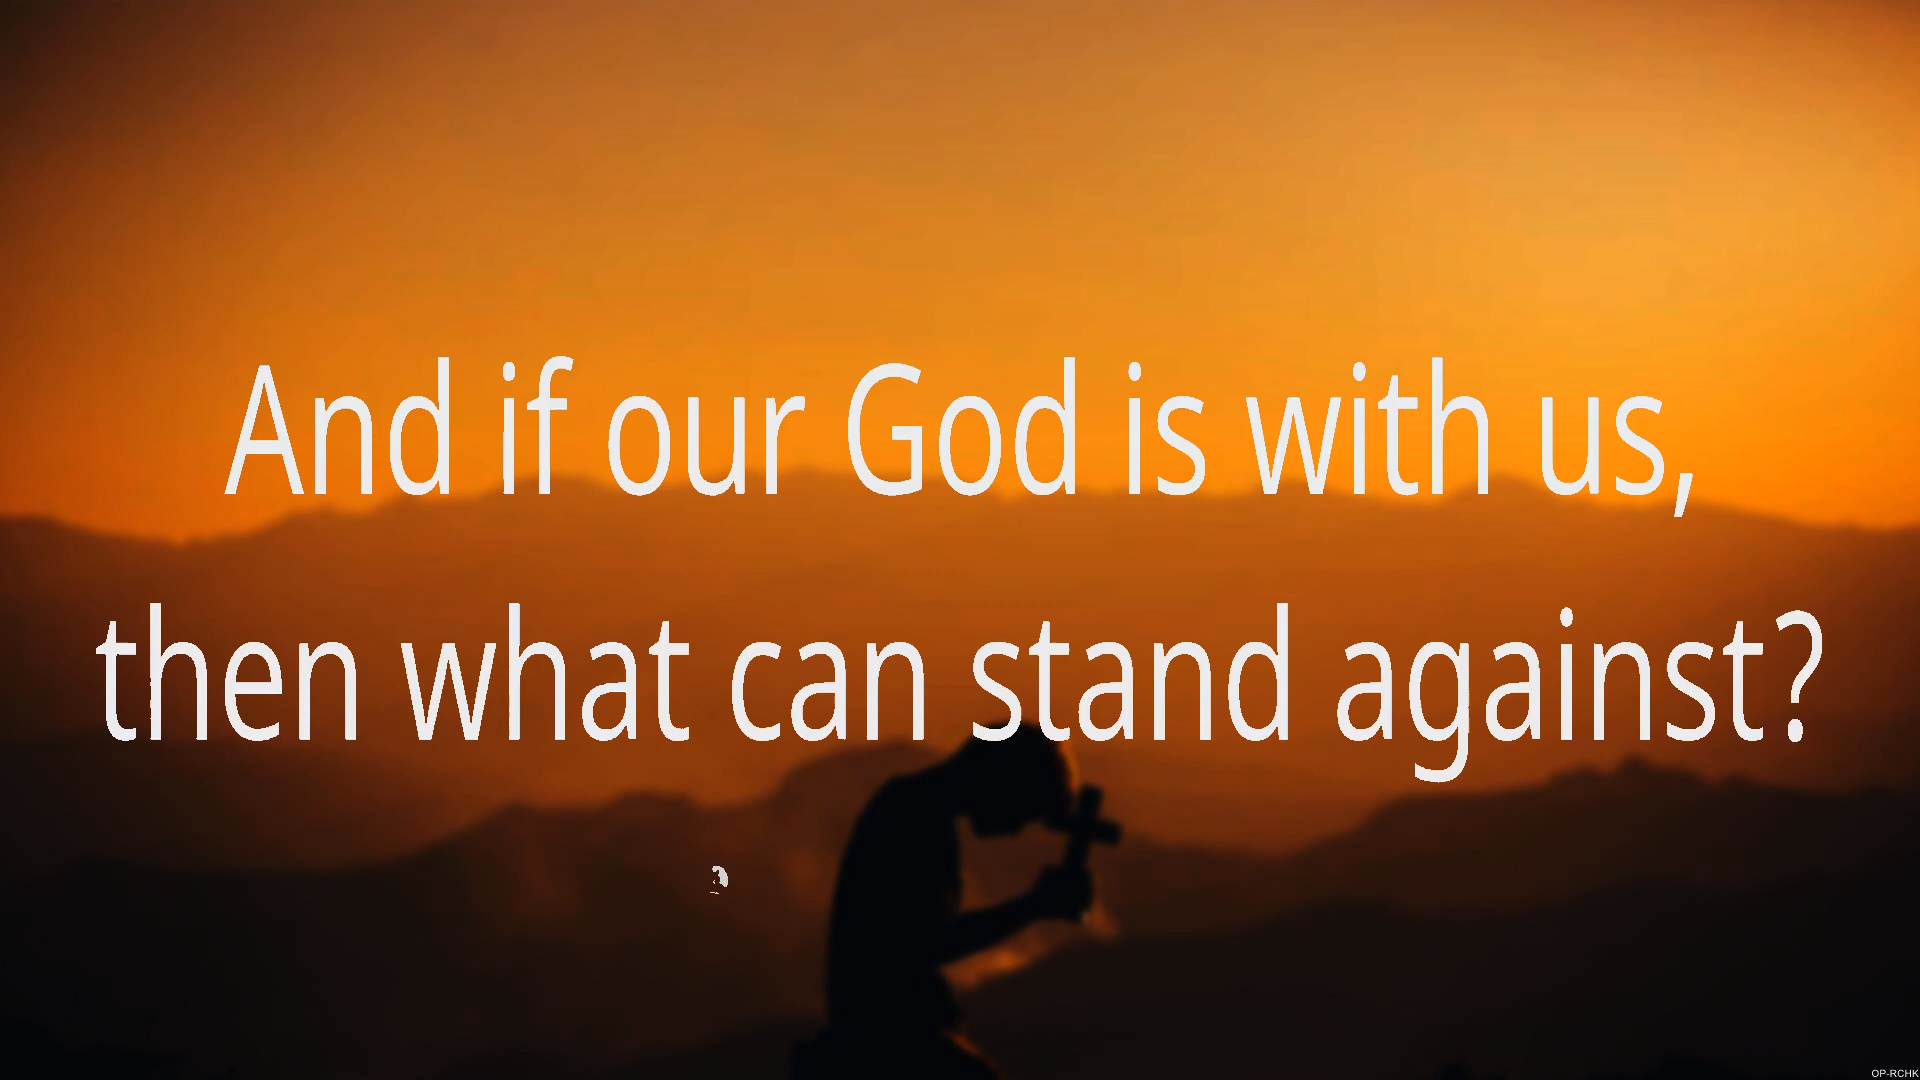 And if our God is with us,
then what can stand against?
OP-RCHK